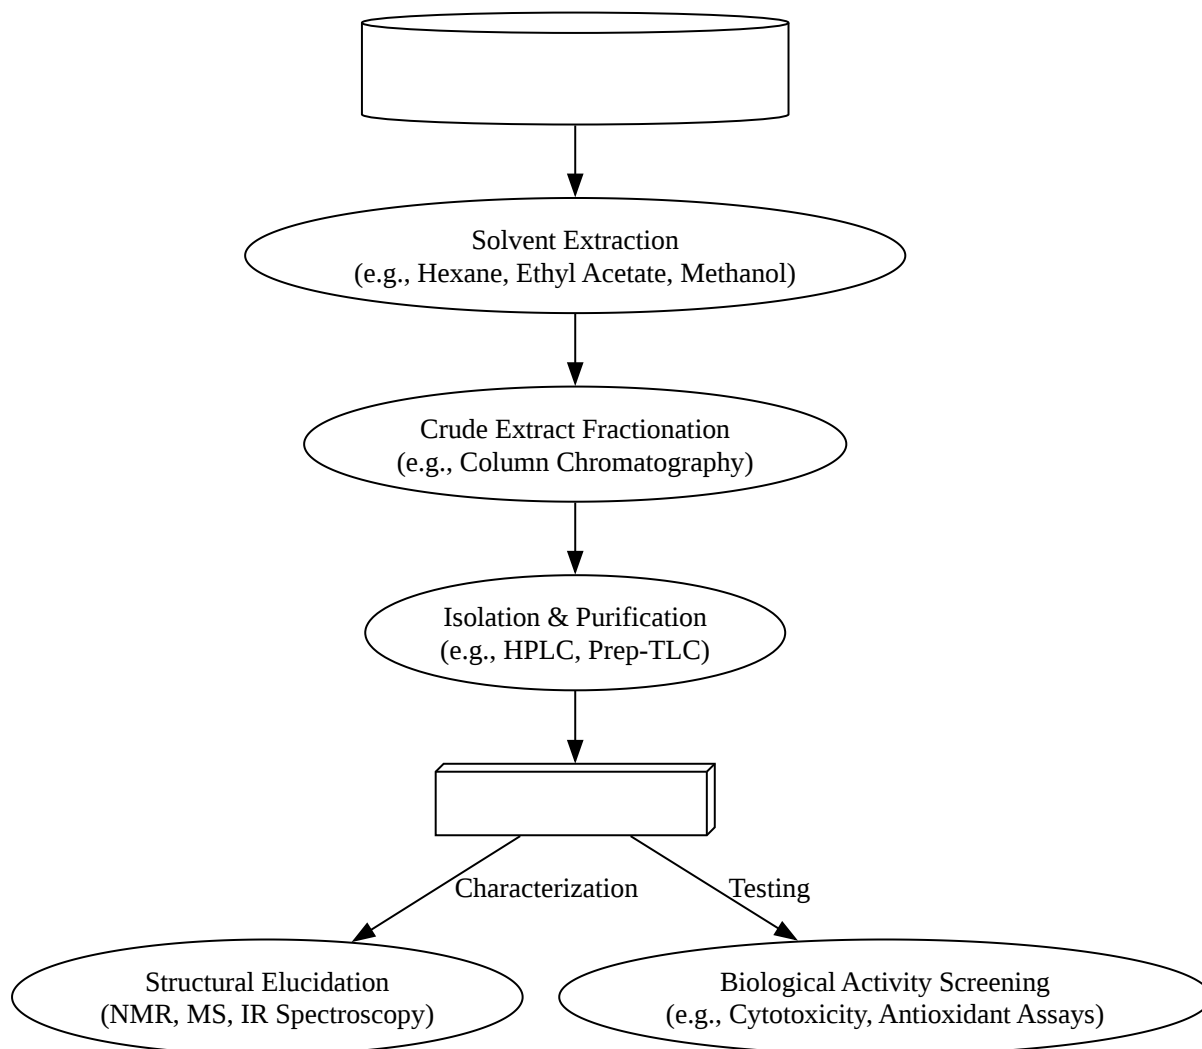 Solvent Extraction
(e.g., Hexane, Ethyl Acetate, Methanol)
Crude Extract Fractionation
(e.g., Column Chromatography)
Isolation & Purification
(e.g., HPLC, Prep-TLC)
Characterization
Testing
Structural Elucidation
(NMR, MS, IR Spectroscopy)
Biological Activity Screening
(e.g., Cytotoxicity, Antioxidant Assays)